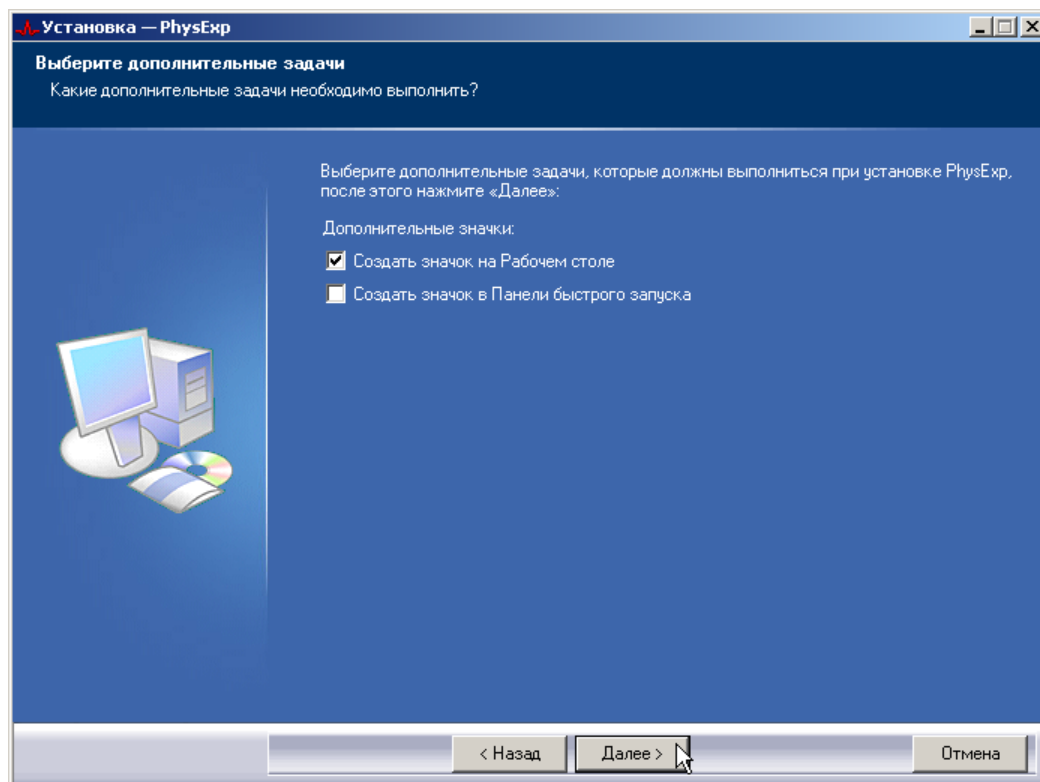 Установка — PhysExp
Выберите дополнительные задачи
Какие дополнительные задачи необходимо выполнить?
Выберите дополнительные задачи, которые должны выполниться при установке PhysExp,
после этого нажмите «Далее»:
Дополнительные значки:
Создать значок на Рабочем столе
Создать значок в Панели быстрого запуска
< Назад
Далее >
Отмена